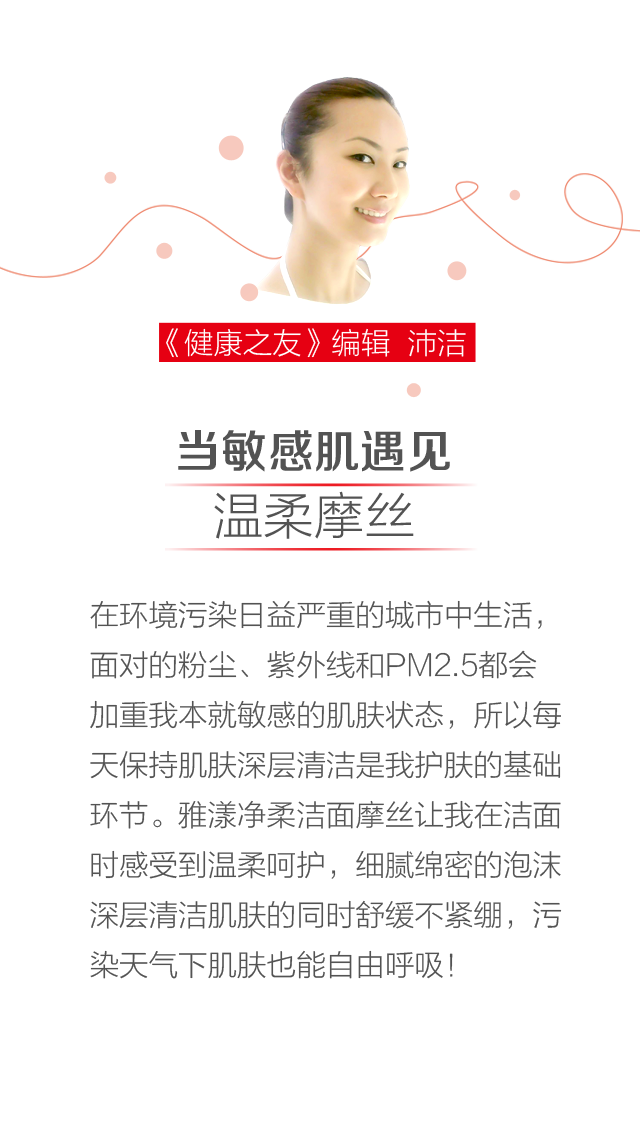 《健康之友》编辑 沛洁
当敏感肌遇见
温柔摩丝
在环境污染日益严重的城市中生活，
面对的粉尘、紫外线和PM2.5都会
加重我本就敏感的肌肤状态，所以每
天保持肌肤深层清洁是我护肤的基础
环节。雅漾净柔洁面摩丝让我在洁面
时感受到温柔呵护，细腻绵密的泡沫
深层清洁肌肤的同时舒缓不紧绷，污
染天气下肌肤也能自由呼吸！